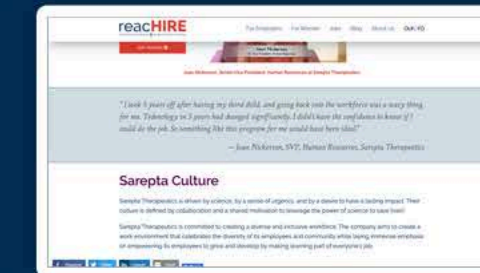 reacHIRE
For Employers For Women Jobs Blog About Us
Joan Nickerson, Senior Vice President, Human Resources at Sarepta Therapeutics
"I took 5 years off after having my third child, and going back into the workforce was a scary thing
for me. Technology in 5 years had changed significantly. I didn't have the confidence to know if I
could do the job. So something like this program for me would have been ideal."
— Joan Nickerson, SVP, Human Resources, Sarepta Therapeutics
Sarepta Culture
Sarepta Therapeutics is driven by science, by a sense of urgency, and by a desire to have a lasting impact. Their
culture is defined by collaboration and a shared motivation to leverage the power of science to save lives!
Sarepta Therapeutics is committed to creating a diverse and inclusive workforce. The company aims to create a
work environment that celebrates the diversity of its employees and community while laying immense emphasis
on empowering its employees to grow and develop by making learning part of everyone's job.